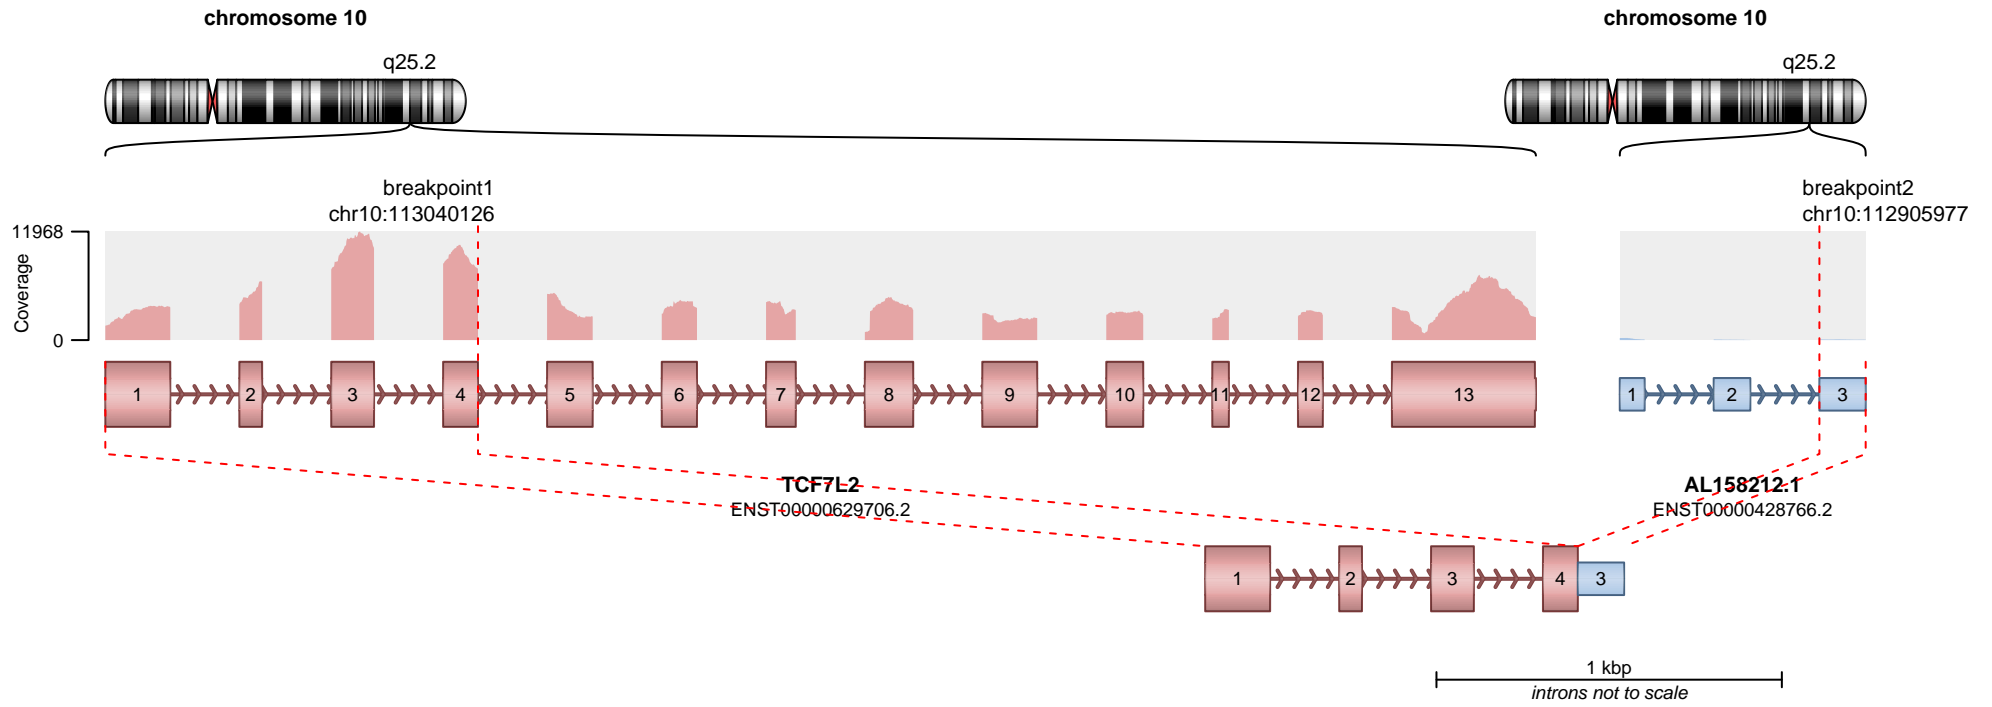 chromosome 10
chromosome 10
q25.2
q25.2
breakpoint1
chr10:113040126
breakpoint2
chr10:112905977
11968
Coverage
0
1 2 3 4 5 6 7 8 9 10 11 12 13
1 2 3
TCF7L2
ENST00000629706.2
AL158212.1
ENST00000428766.2
1 2 3 4 3
1 kbp
introns not to scale